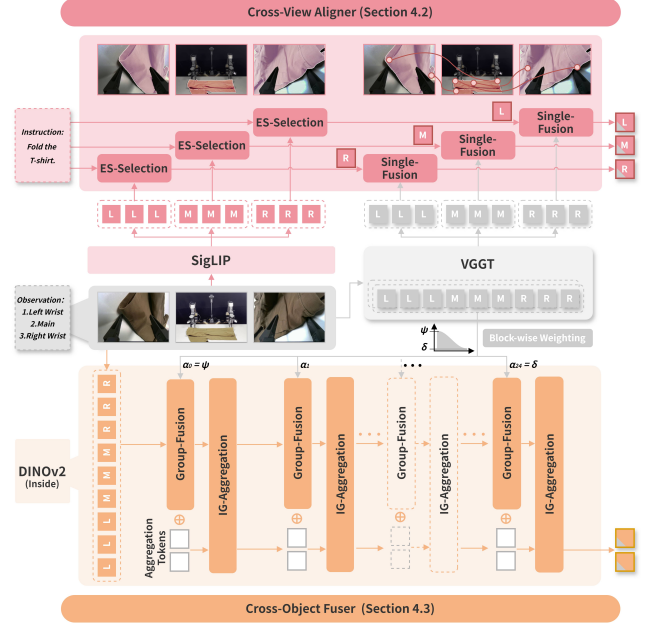 Cross-View Aligner (Section 4.2)
Instruction:
Fold the
T-shirt.
ES-Selection
ES-Selection
ES-Selection
L
M
R
Single-
Fusion
Single-
Fusion
Single-
Fusion
L
M
R
L L L M M M R R R
L L L M M M R R R
SigLIP
VGGT
L L L M M M R R R
Observation:
1.Left Wrist
2.Main
3.Right Wrist
ψ
δ
Block-wise Weighting
α₀ = ψ
α₁
• • •
α₂₄ = δ
DINOv2
(Inside)
R
R
R
M
M
M
L
L
L
Group-Fusion
IG-Aggregation
Group-Fusion
IG-Aggregation
Group-Fusion
IG-Aggregation
Group-Fusion
IG-Aggregation
Aggregation
Tokens
Cross-Object Fuser (Section 4.3)